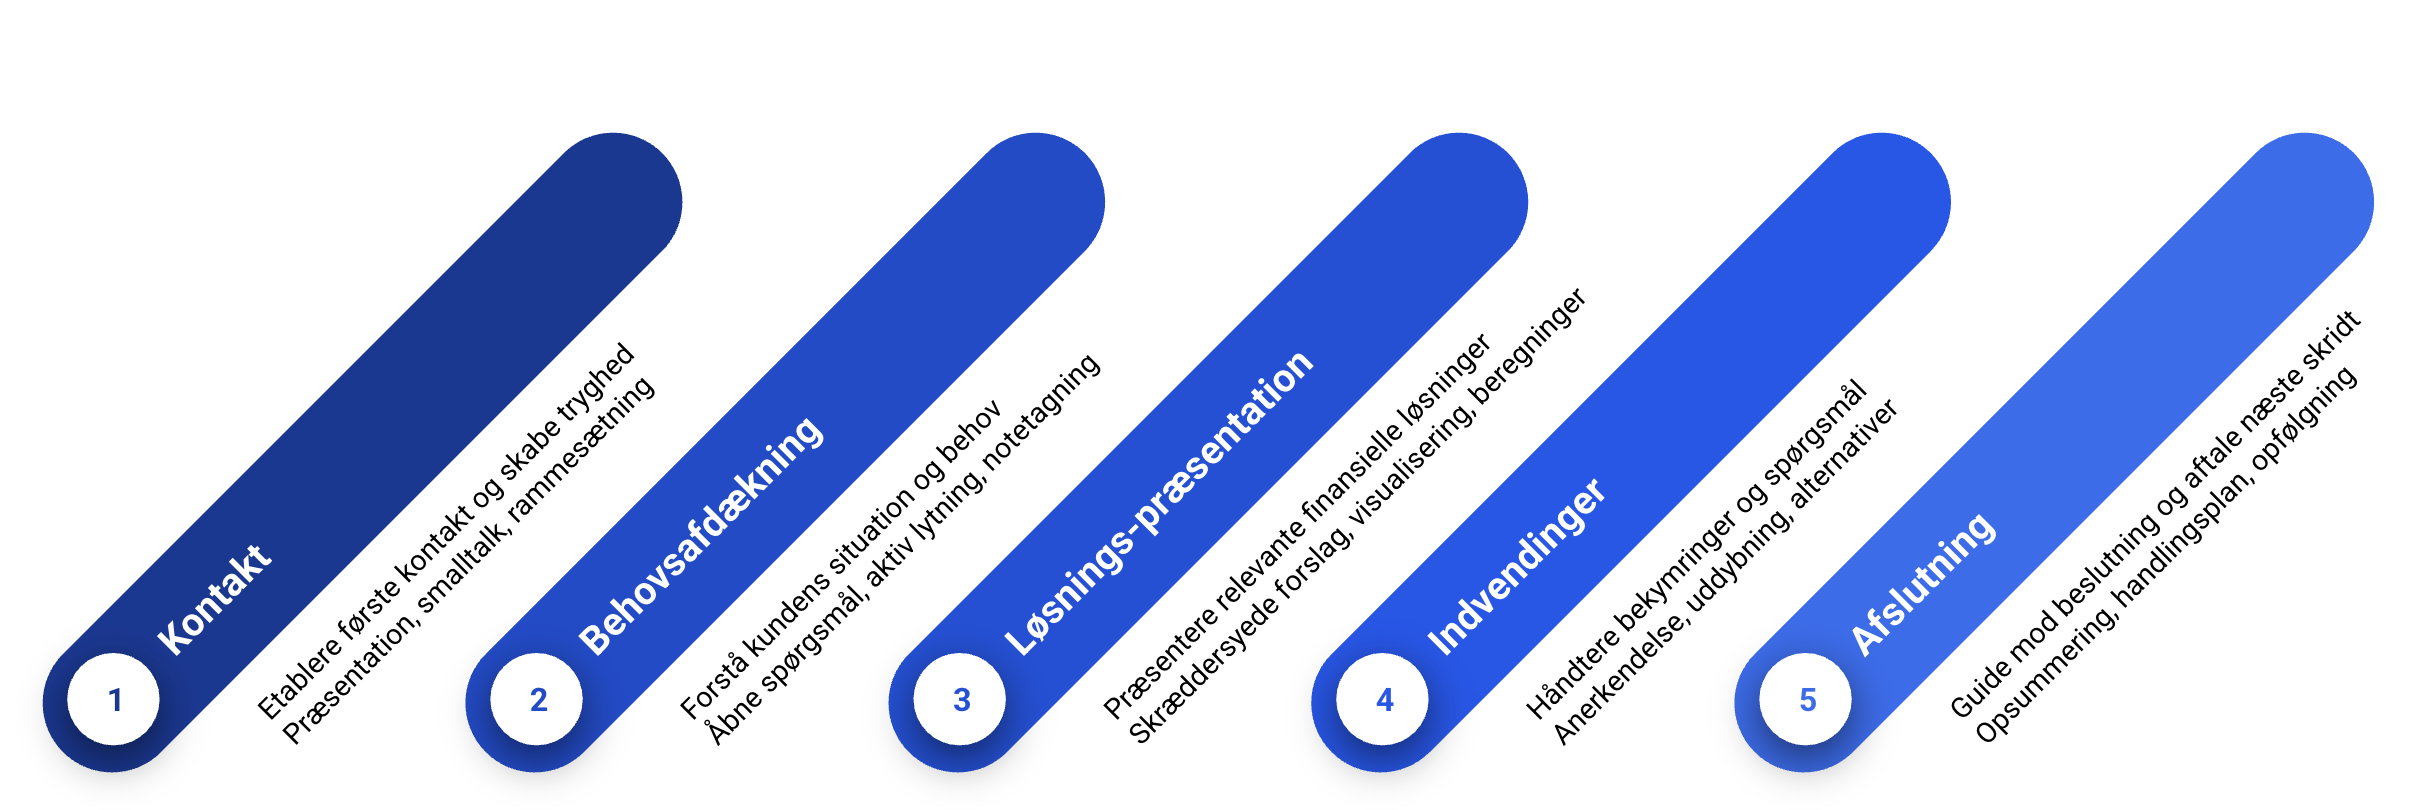 1
Kontakt
Etablere første kontakt og skabe tryghed
Præsentation, smalltalk, rammesætning
2
Behovsafdækning
Forstå kundens situation og behov
Åbne spørgsmål, aktiv lytning, notetagning
3
Løsnings-præsentation
Præsentere relevante finansielle løsninger
Skræddersyede forslag, visualisering, beregninger
4
Indvendinger
Håndtere bekymringer og spørgsmål
Anerkendelse, uddybning, alternativer
5
Afslutning
Guide mod beslutning og aftale næste skridt
Opsummering, handlingsplan, opfølgning